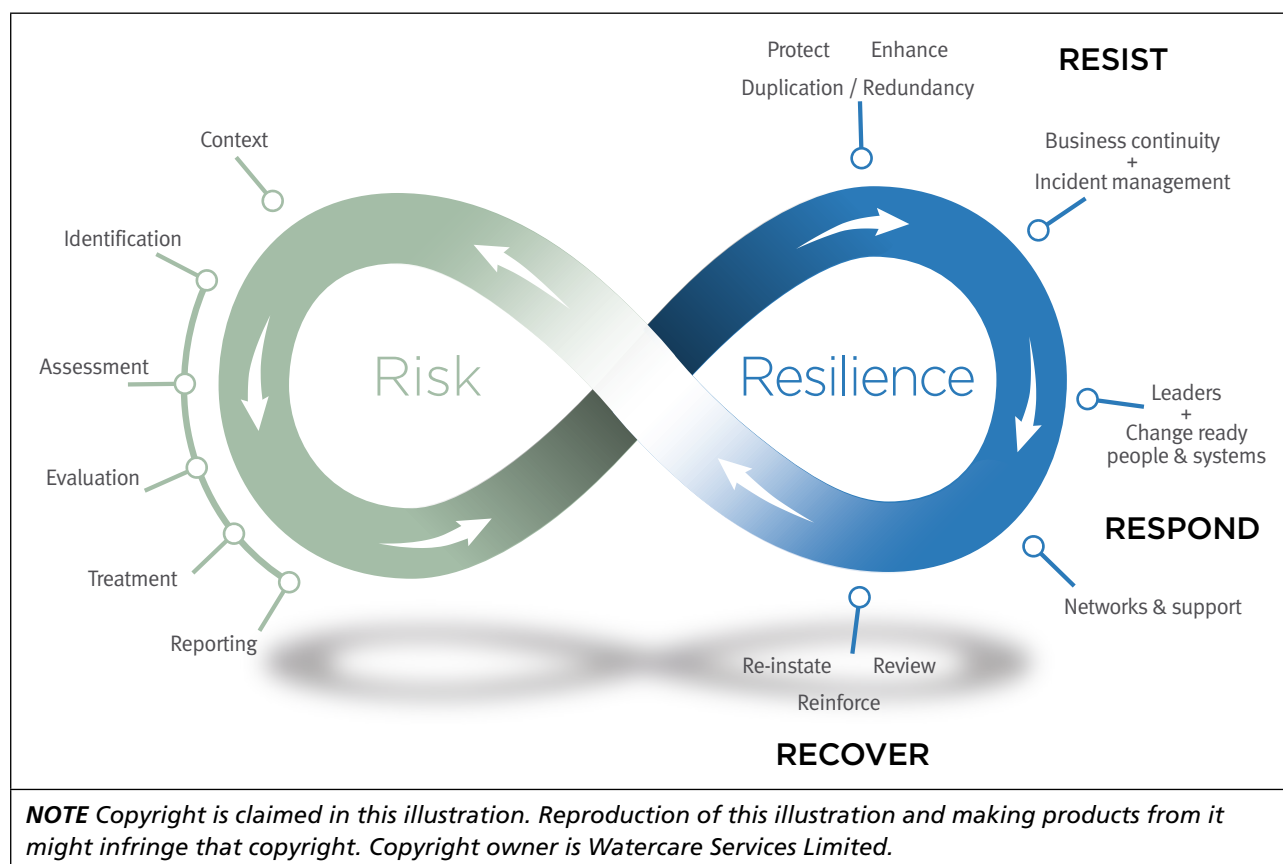 Protect Enhance
Duplication / Redundancy
RESIST
Context
Business continuity
+
Incident management
Identification
Assessment
Risk
Resilience
Leaders
+
Change ready
people & systems
Evaluation
RESPOND
Treatment
Networks & support
Reporting
Re-instate Review
Reinforce
RECOVER
NOTE Copyright is claimed in this illustration. Reproduction of this illustration and making products from it
might infringe that copyright. Copyright owner is Watercare Services Limited.